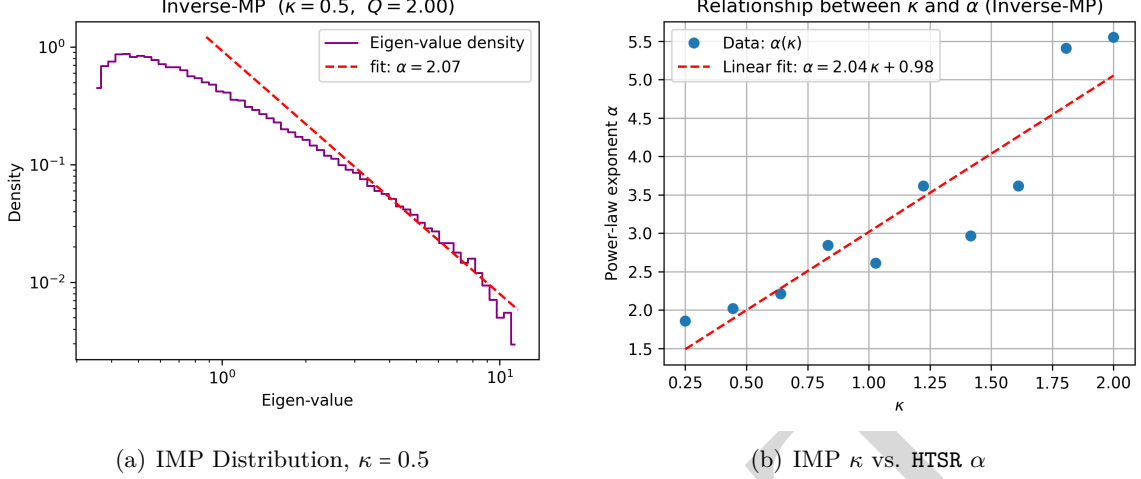 Inverse-MP (κ = 0.5, Q = 2.00)
Eigen-value density
fit: α = 2.07
10⁰
10⁻¹
10⁻²
Density
10⁰
10¹
Eigen-value
(a) IMP Distribution, κ = 0.5
Relationship between κ and α (Inverse-MP)
Data: α(κ)
Linear fit: α = 2.04 κ + 0.98
5.5
5.0
4.5
4.0
3.5
3.0
2.5
2.0
1.5
Power-law exponent α
0.25 0.50 0.75 1.00 1.25 1.50 1.75 2.00
κ
(b) IMP κ vs. HTSR α